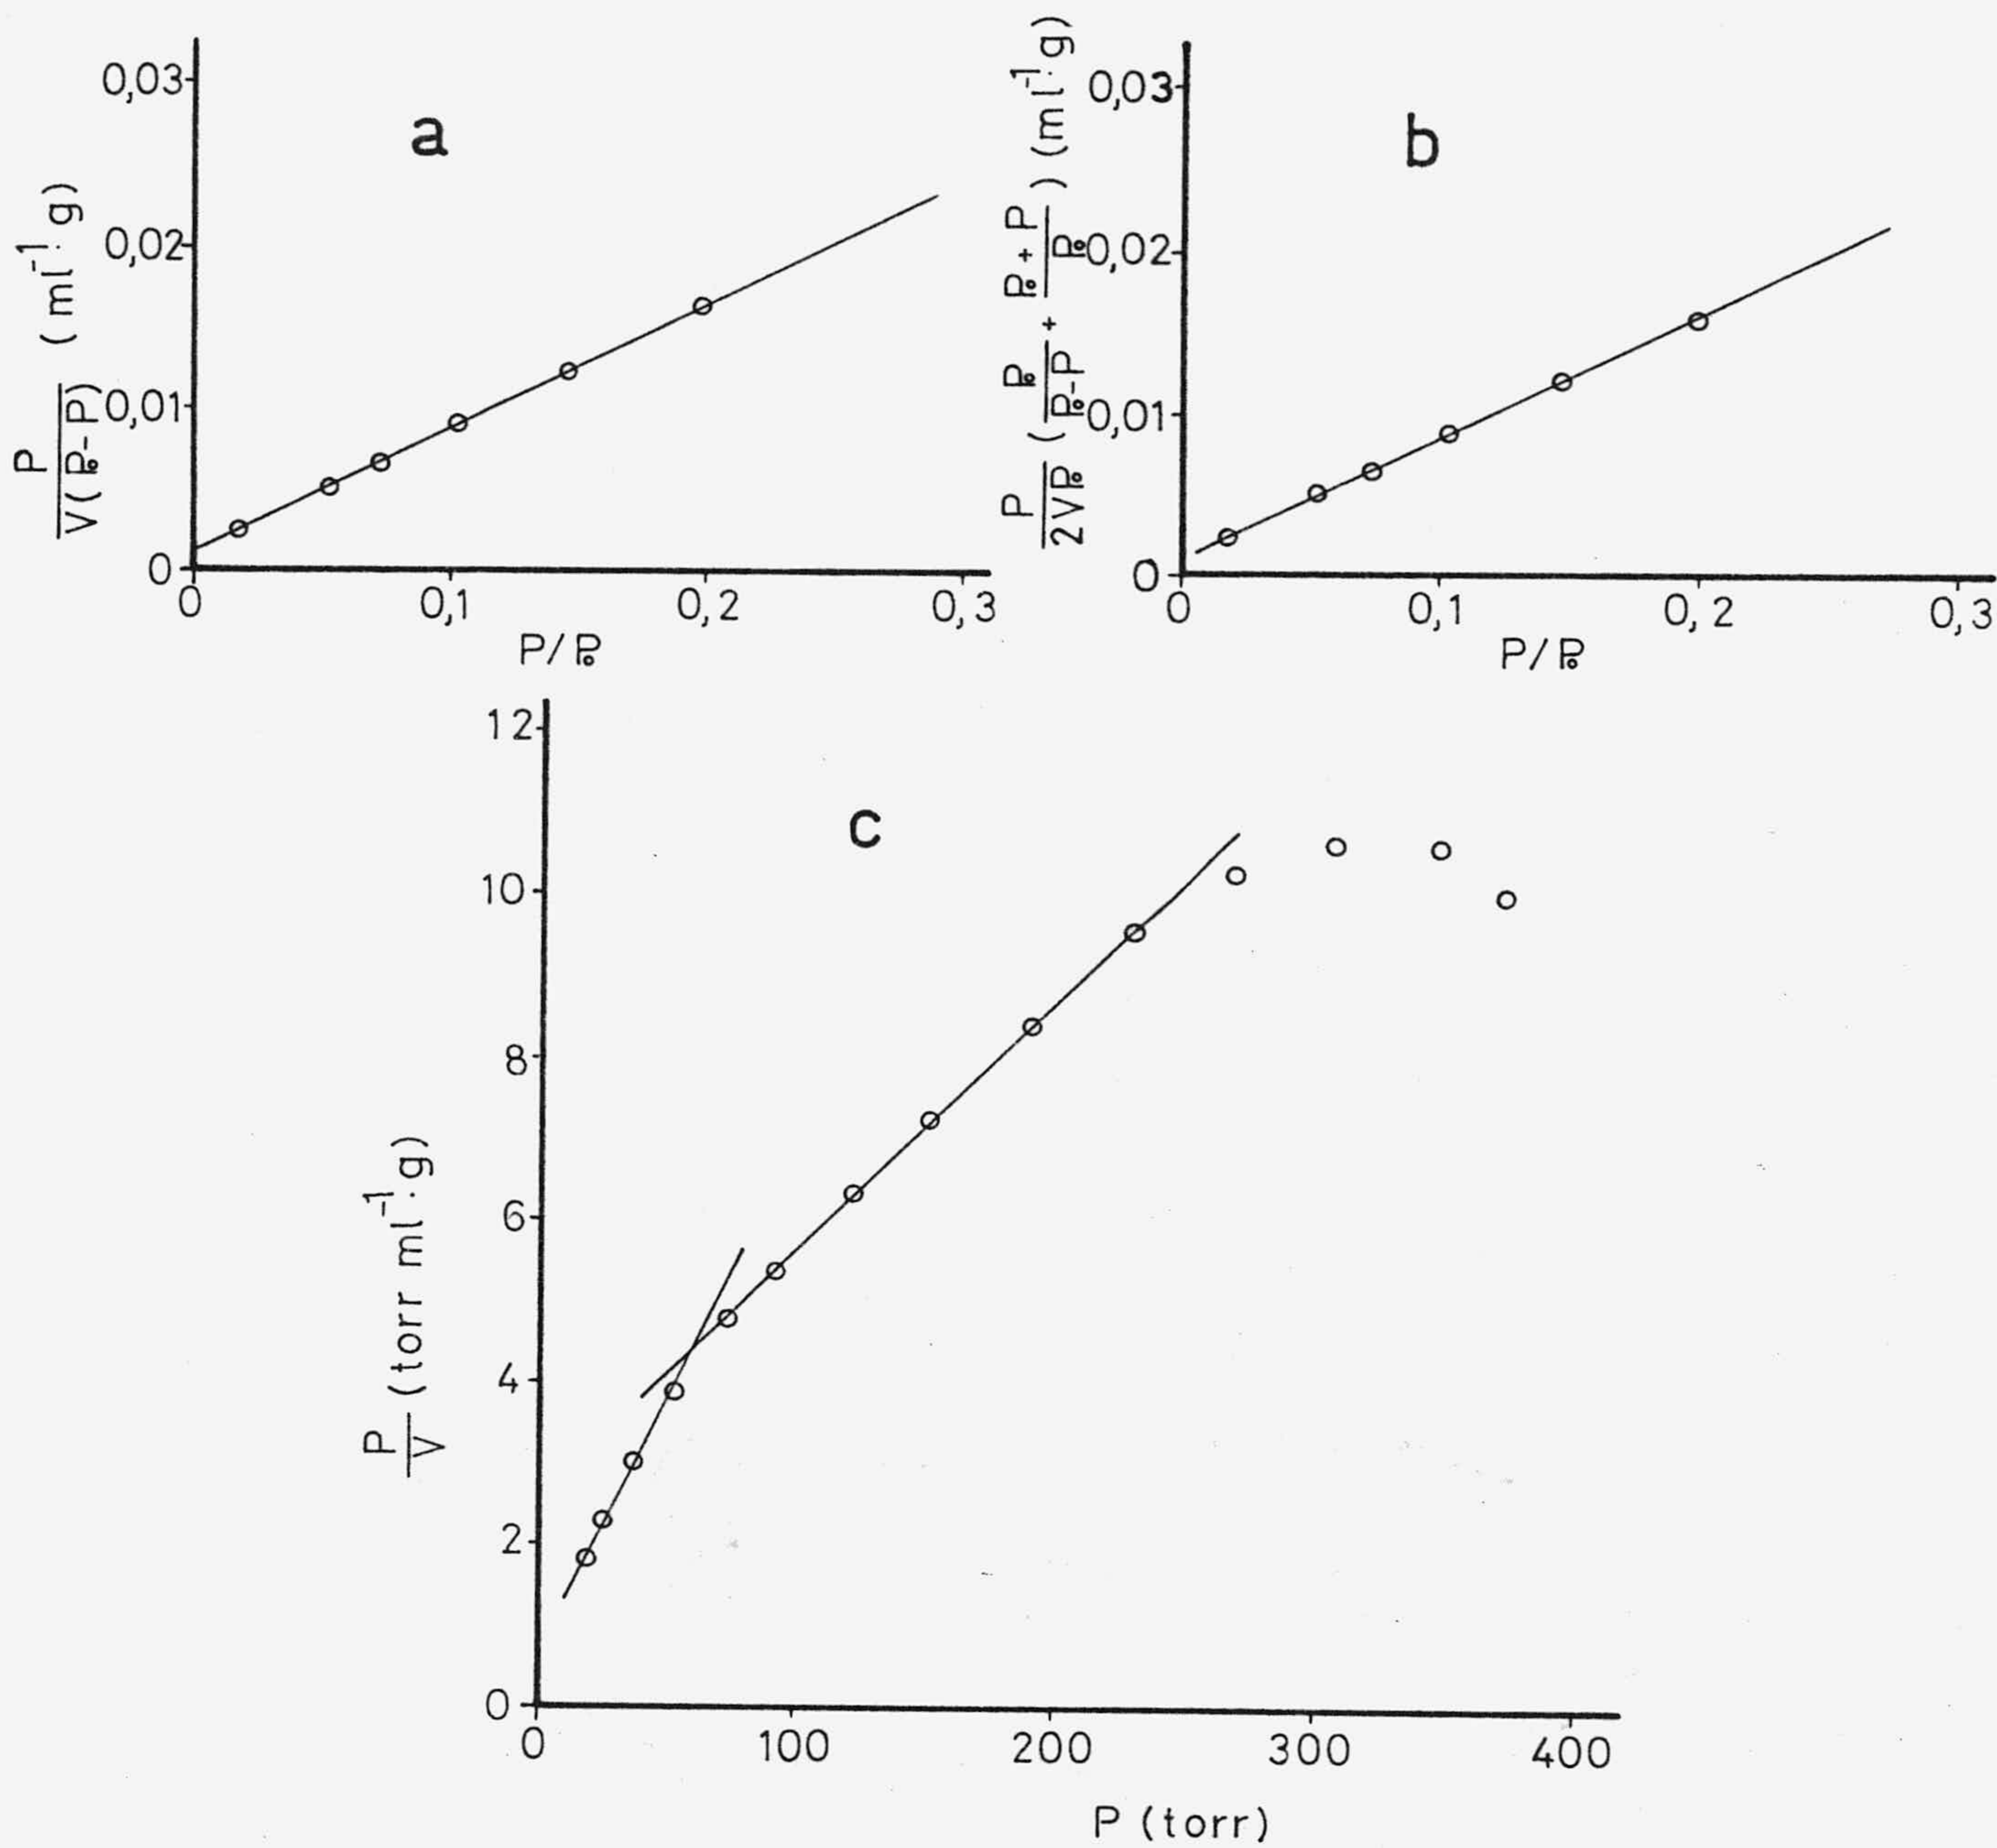 a
0,03
0,02
0,01
0
P / V(P₀-P) (ml⁻¹·g)
0 0,1 0,2 0,3
P/P₀
b
0,03
0,02
0,01
0
P / 2VP₀ ( P₀ / P₀-P + P₀+P / P₀ ) (ml⁻¹·g)
0 0,1 0,2 0,3
P/P₀
c
12
10
8
6
4
2
0
P / V (torr ml⁻¹·g)
0 100 200 300 400
P (torr)